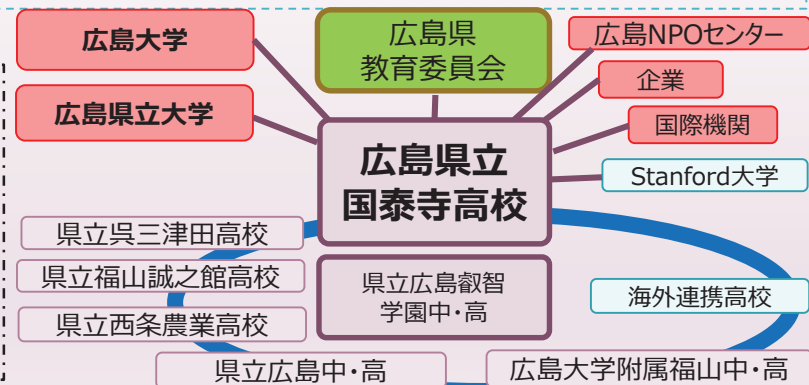 広島大学
広島県
教育委員会
広島NPOセンター
企業
広島県立大学
国際機関
広島県立
国泰寺高校
Stanford大学
県立呉三津田高校
県立福山誠之館高校
県立広島叡智
学園中・高
海外連携高校
県立西条農業高校
県立広島中・高
広島大学附属福山中・高